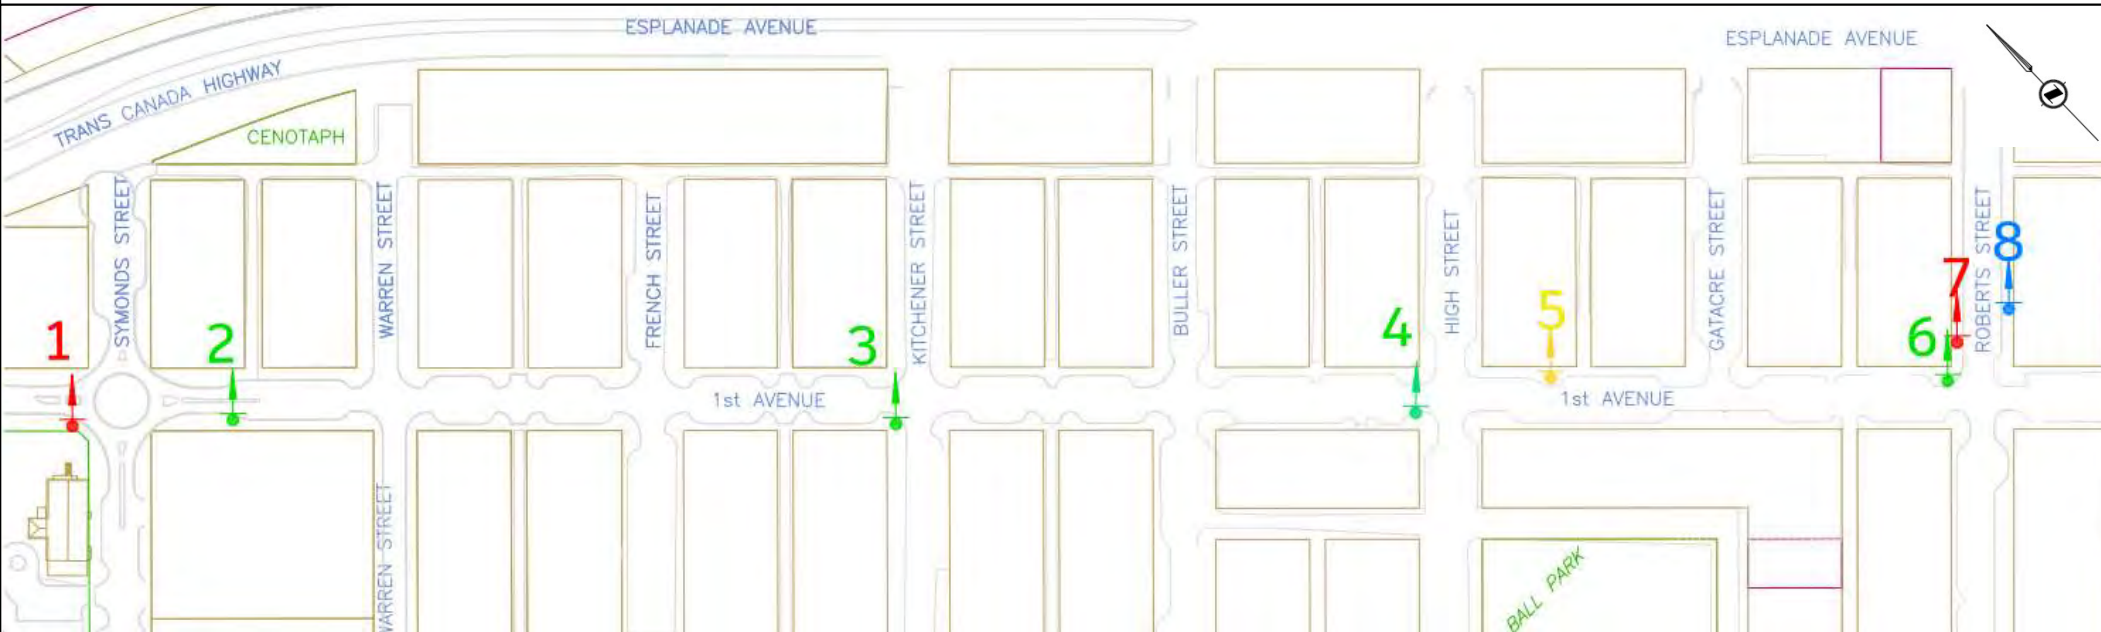 ESPLANADE AVENUE
ESPLANADE AVENUE
TRANS CANADA HIGHWAY
CENOTAPH
SYMONDS STREET
WARREN STREET
FRENCH STREET
KITCHENER STREET
BULLER STREET
HIGH STREET
GATACRE STREET
ROBERTS STREET
1
2
3
4
5
6
7
8
1st AVENUE
1st AVENUE
WARREN STREET
BALL PARK